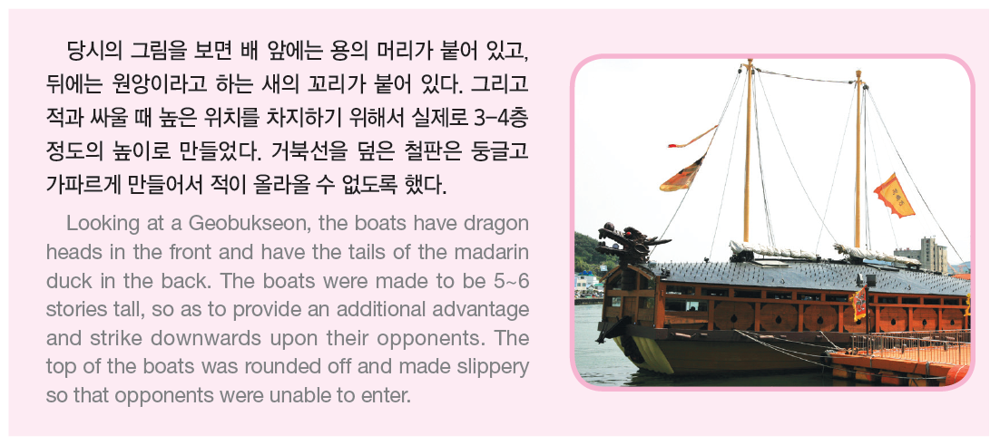 당시의 그림을 보면 배 앞에는 용의 머리가 붙어 있고,
뒤에는 원앙이라고 하는 새의 꼬리가 붙어 있다. 그리고
적과 싸울 때 높은 위치를 차지하기 위해서 실제로 3-4층
정도의 높이로 만들었다. 거북선을 덮은 철판은 둥글고
가파르게 만들어서 적이 올라올 수 없도록 했다.
Looking at a Geobukseon, the boats have dragon
heads in the front and have the tails of the madarin
duck in the back. The boats were made to be 5~6
stories tall, so as to provide an additional advantage
and strike downwards upon their opponents. The
top of the boats was rounded off and made slippery
so that opponents were unable to enter.